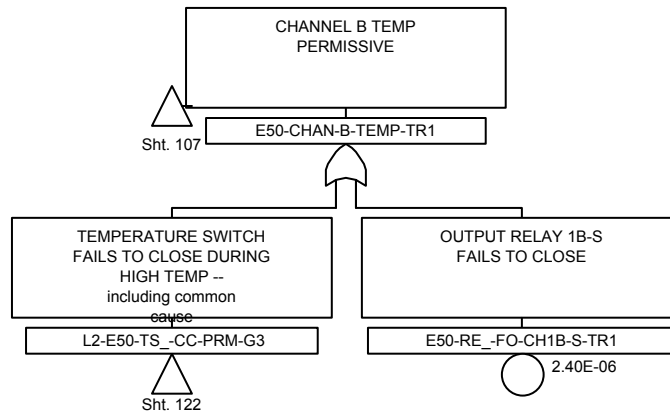 CHANNEL B TEMP
PERMISSIVE
Sht. 107
E50-CHAN-B-TEMP-TR1
TEMPERATURE SWITCH
FAILS TO CLOSE DURING
HIGH TEMP --
including common
cause
L2-E50-TS_-CC-PRM-G3
Sht. 122
OUTPUT RELAY 1B-S
FAILS TO CLOSE
E50-RE_-FO-CH1B-S-TR1
2.40E-06